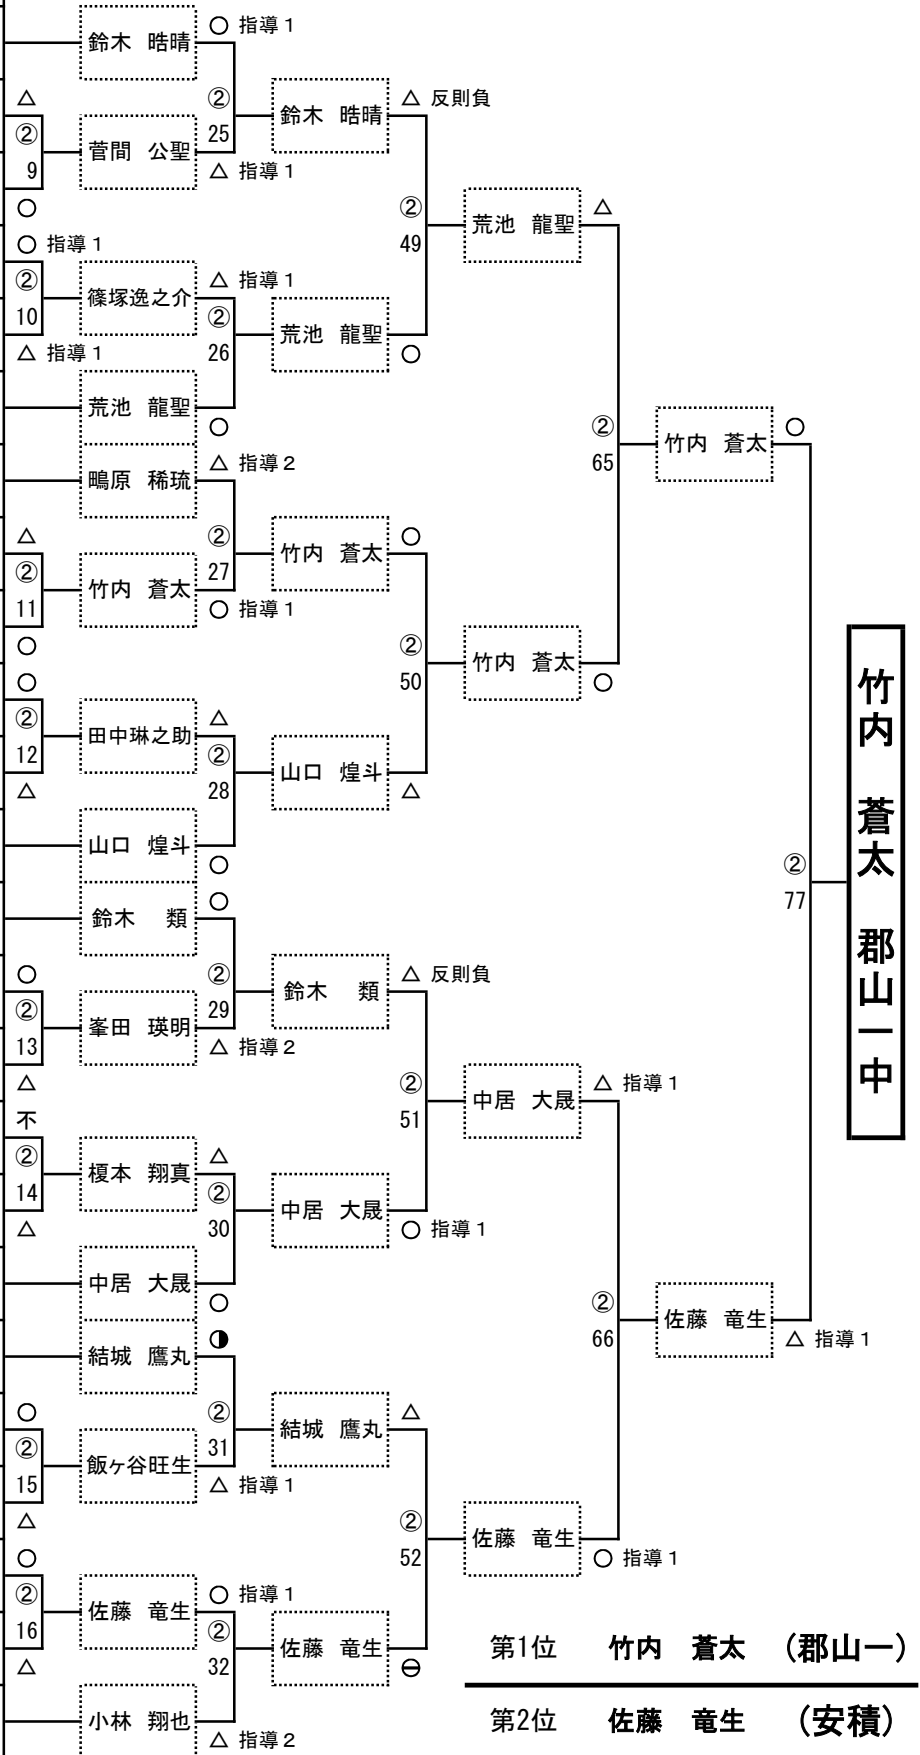 鈴木 晧晴
○ 指導1
△
② 9
○
菅間 公聖
② 25
△ 指導1
鈴木 晧晴
△ 反則負
○ 指導1
② 10
△ 指導1
篠塚逸之介
△ 指導1
② 26
荒池 龍聖
○
荒池 龍聖
○
② 49
荒池 龍聖
△
鴫原 稀琉
△ 指導2
△
② 11
○
竹内 蒼太
② 27
○ 指導1
竹内 蒼太
○
○
② 12
△
田中琳之助
△
② 28
山口 煌斗
○
山口 煌斗
△
② 50
竹内 蒼太
○
② 65
竹内 蒼太
○
鈴木 類
○
○
② 13
△
峯田 瑛明
② 29
△ 指導2
鈴木 類
△ 反則負
不
② 14
△
榎本 翔真
△
② 30
中居 大晟
○
中居 大晟
○ 指導1
② 51
中居 大晟
△ 指導1
結城 鷹丸
◑
○
② 15
△
飯ヶ谷旺生
② 31
△ 指導1
結城 鷹丸
△
○
② 16
△
佐藤 竜生
○ 指導1
② 32
小林 翔也
△ 指導2
佐藤 竜生
⊖
② 52
佐藤 竜生
○ 指導1
② 66
佐藤 竜生
△ 指導1
② 77
竹内 蒼太 郡山一中
第1位 竹内 蒼太 (郡山一)
第2位 佐藤 竜生 (安積)